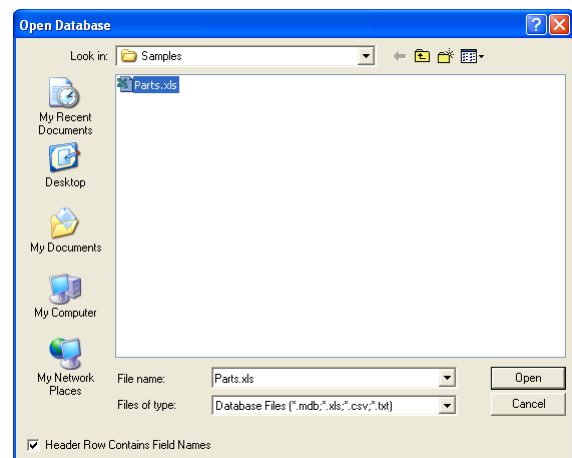 Open Database
Look in:
Samples
Parts.xls
My Recent
Documents
Desktop
My Documents
My Computer
My Network
Places
File name:
Parts.xls
Open
Files of type:
Database Files (*.mdb;*.xls;*.csv;*.txt)
Cancel
Header Row Contains Field Names